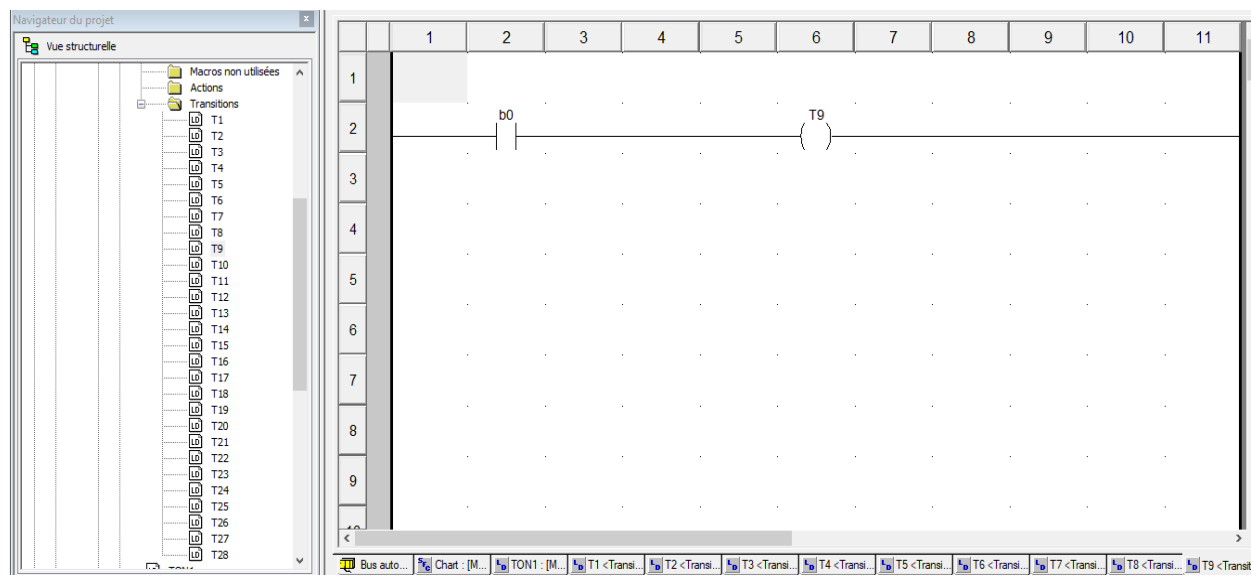 Navigateur du projet
x
Vue structurelle
Macros non utilisées
Actions
Transitions
T1
T2
T3
T4
T5
T6
T7
T8
T9
T10
T11
T12
T13
T14
T15
T16
T17
T18
T19
T20
T21
T22
T23
T24
T25
T26
T27
T28
1 2 3 4 5 6 7 8 9 10 11
1
2
3
4
5
6
7
8
9
b0 T9
Bus auto... Chart : [M... TON1 : [M... T1 <Transi... T2 <Transi... T3 <Transi... T4 <Transi... T5 <Transi... T6 <Transi... T7 <Transi... T8 <Transi... T9 <Transit